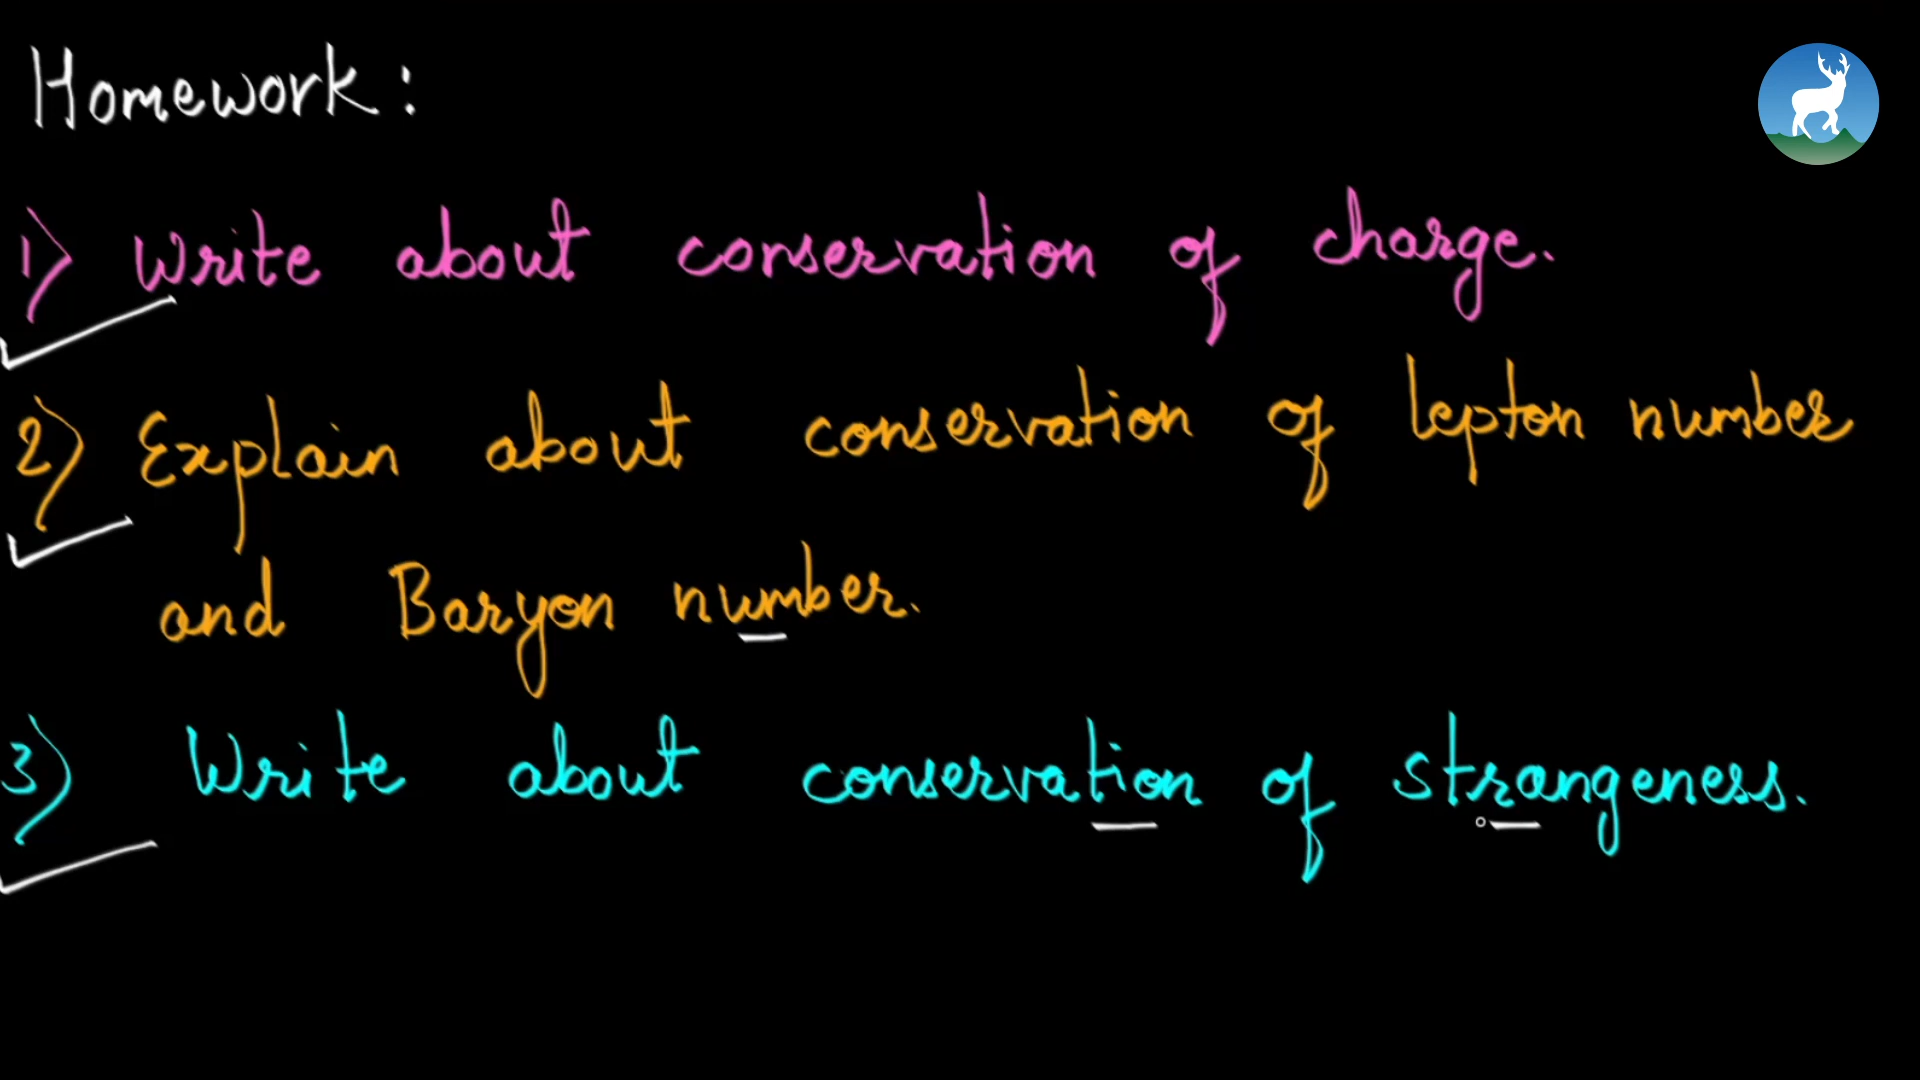 Homework:
1) Write about conservation of charge.
2) Explain about conservation of lepton number
and Baryon number.
3) Write about conservation of strangeness.